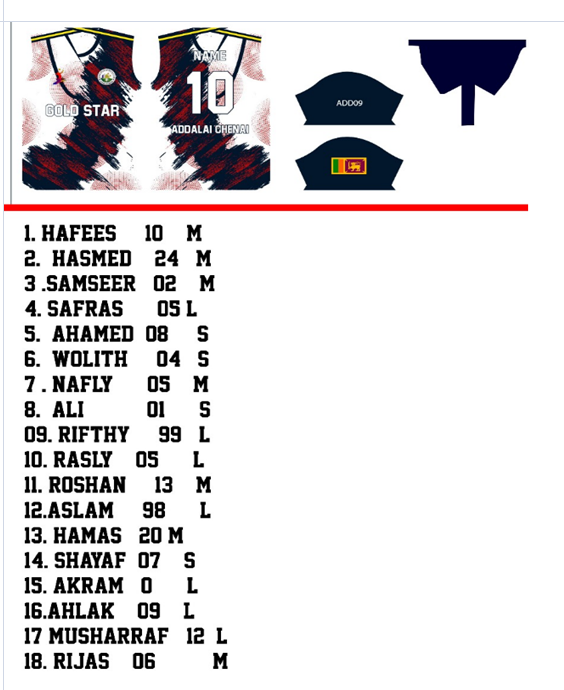 NAME
10
GOLD STAR
ADDALAI CHENAI
ADD09
1. HAFEES 10 M
2. HASMED 24 M
3 .SAMSEER 02 M
4. SAFRAS 05 L
5. AHAMED 08 S
6. WOLITH 04 S
7 . NAFLY 05 M
8. ALI 01 S
09. RIFTHY 99 L
10. RASLY 05 L
11. ROSHAN 13 M
12.ASLAM 98 L
13. HAMAS 20 M
14. SHAYAF 07 S
15. AKRAM 0 L
16.AHLAK 09 L
17 MUSHARRAF 12 L
18. RIJAS 06 M